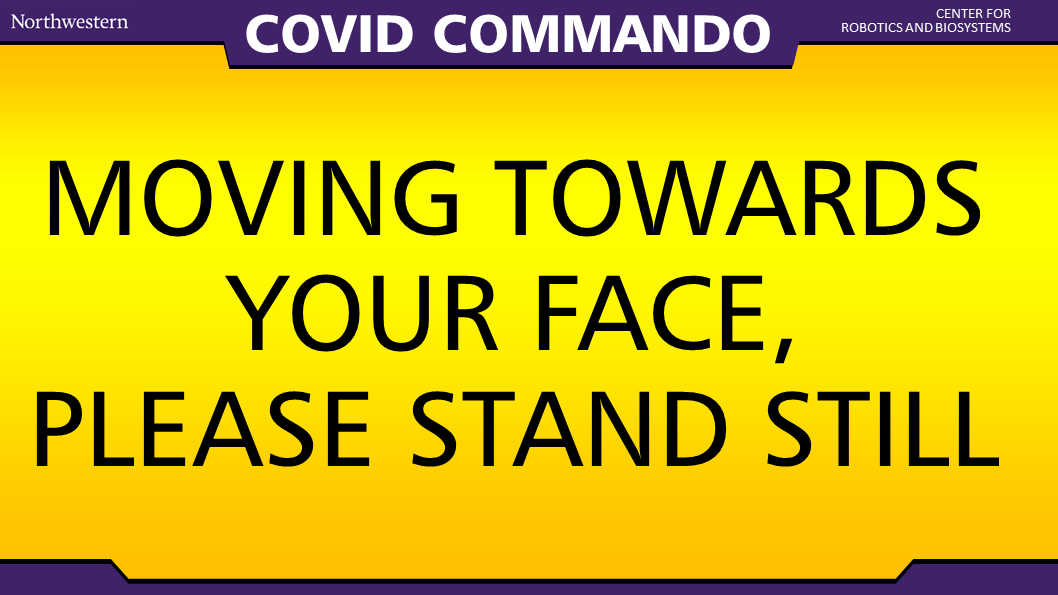 Northwestern
COVID COMMANDO
CENTER FOR
ROBOTICS AND BIOSYSTEMS
MOVING TOWARDS
YOUR FACE,
PLEASE STAND STILL